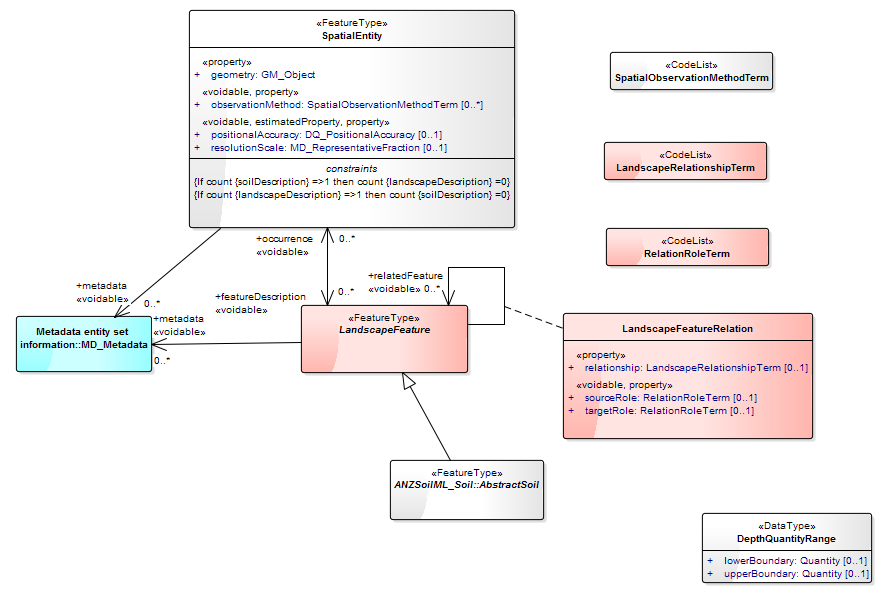 «FeatureType»
SpatialEntity
«property»
+ geometry: GM_Object
«voidable, property»
+ observationMethod: SpatialObservationMethodTerm [0..*]
«voidable, estimatedProperty, property»
+ positionalAccuracy: DQ_PositionalAccuracy [0..1]
+ resolutionScale: MD_RepresentativeFraction [0..1]
constraints
{If count {soilDescription} =>1 then count {landscapeDescription} =0}
{If count {landscapeDescription} =>1 then count {soilDescription} =0}
«CodeList»
SpatialObservationMethodTerm
«CodeList»
LandscapeRelationshipTerm
«CodeList»
RelationRoleTerm
+occurrence
«voidable»
0..*
+metadata
«voidable»
0..*
+featureDescription
«voidable»
0..*
+relatedFeature
«voidable» 0..*
+metadata
«voidable»
0..*
Metadata entity set
information::MD_Metadata
«FeatureType»
LandscapeFeature
LandscapeFeatureRelation
«property»
+ relationship: LandscapeRelationshipTerm [0..1]
«voidable, property»
+ sourceRole: RelationRoleTerm [0..1]
+ targetRole: RelationRoleTerm [0..1]
«FeatureType»
ANZSoilML_Soil::AbstractSoil
«DataType»
DepthQuantityRange
+ lowerBoundary: Quantity [0..1]
+ upperBoundary: Quantity [0..1]